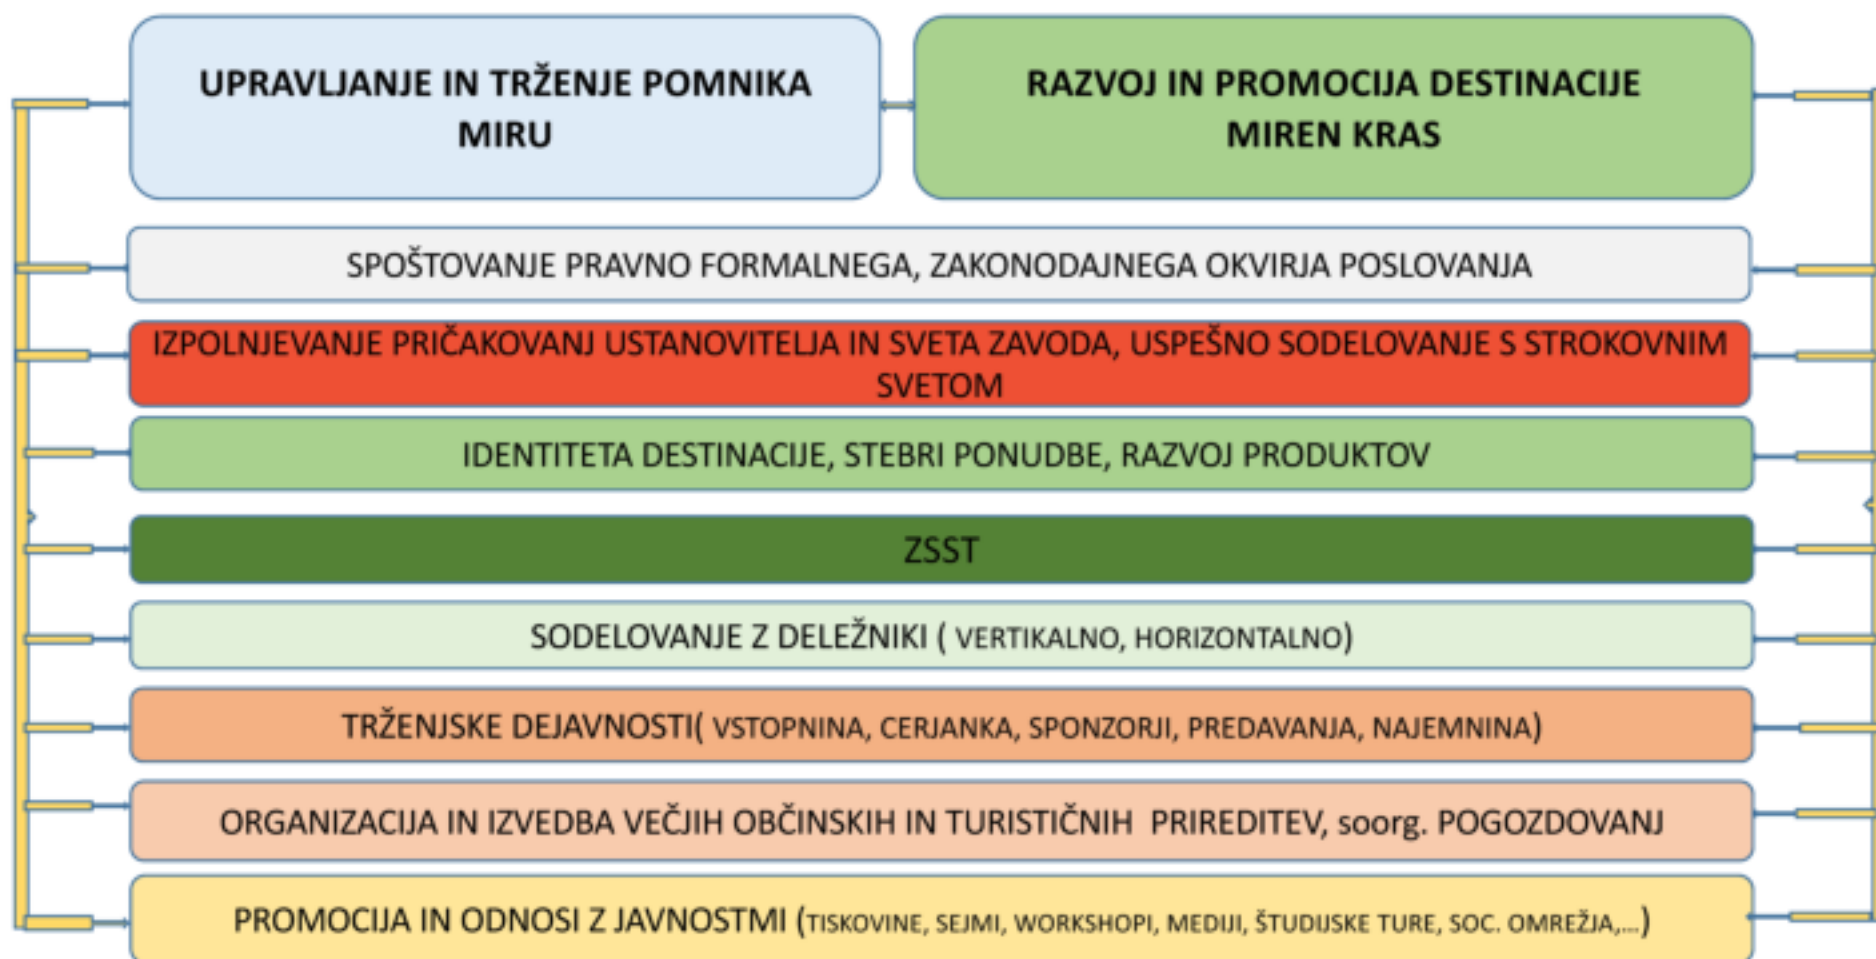 UPRAVLJANJE IN TRŽENJE POMNIKA
MIRU
RAZVOJ IN PROMOCIJA DESTINACIJE
MIREN KRAS
SPOŠTOVANJE PRAVNO FORMALNEGA, ZAKONODAJNEGA OKVIRJA POSLOVANJA
IZPOLNJEVANJE PRIČAKOVANJ USTANOVITELJA IN SVETA ZAVODA, USPEŠNO SODELOVANJE S STROKOVNIM
SVETOM
IDENTITETA DESTINACIJE, STEBRI PONUDBE, RAZVOJ PRODUKTOV
ZSST
SODELOVANJE Z DELEŽNIKI ( VERTIKALNO, HORIZONTALNO)
TRŽENJSKE DEJAVNOSTI( VSTOPNINA, CERJANKA, SPONZORJI, PREDAVANJA, NAJEMNINA)
ORGANIZACIJA IN IZVEDBA VEČJIH OBČINSKIH IN TURISTIČNIH  PRIREDITEV, soorg. POGOZDOVANJ
PROMOCIJA IN ODNOSI Z JAVNOSTMI (TISKOVINE, SEJMI, WORKSHOPI, MEDIJI, ŠTUDIJSKE TURE, SOC. OMREŽJA,...)